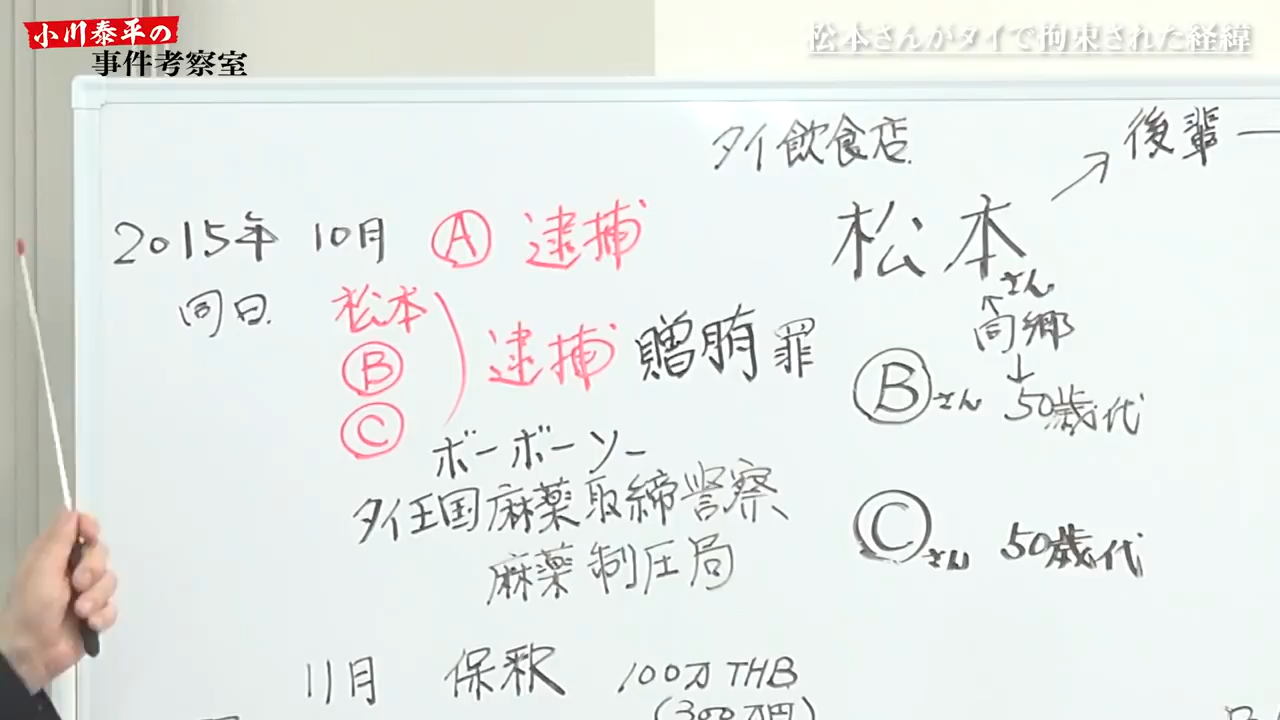 小川泰平の
事件考察室
松本さんがタイで拘束された経緯
タイ飲食店
後輩
2015年 10月 Ⓐ 逮捕
松本さん
同日
松本
Ⓑ
Ⓒ
逮捕 贈賄罪
同郷
Ⓑさん 50歳代
ボーボーソー
タイ王国麻薬取締警察
麻薬制圧局
Ⓒさん 50歳代
11月 保釈 100万THB
(300万円)